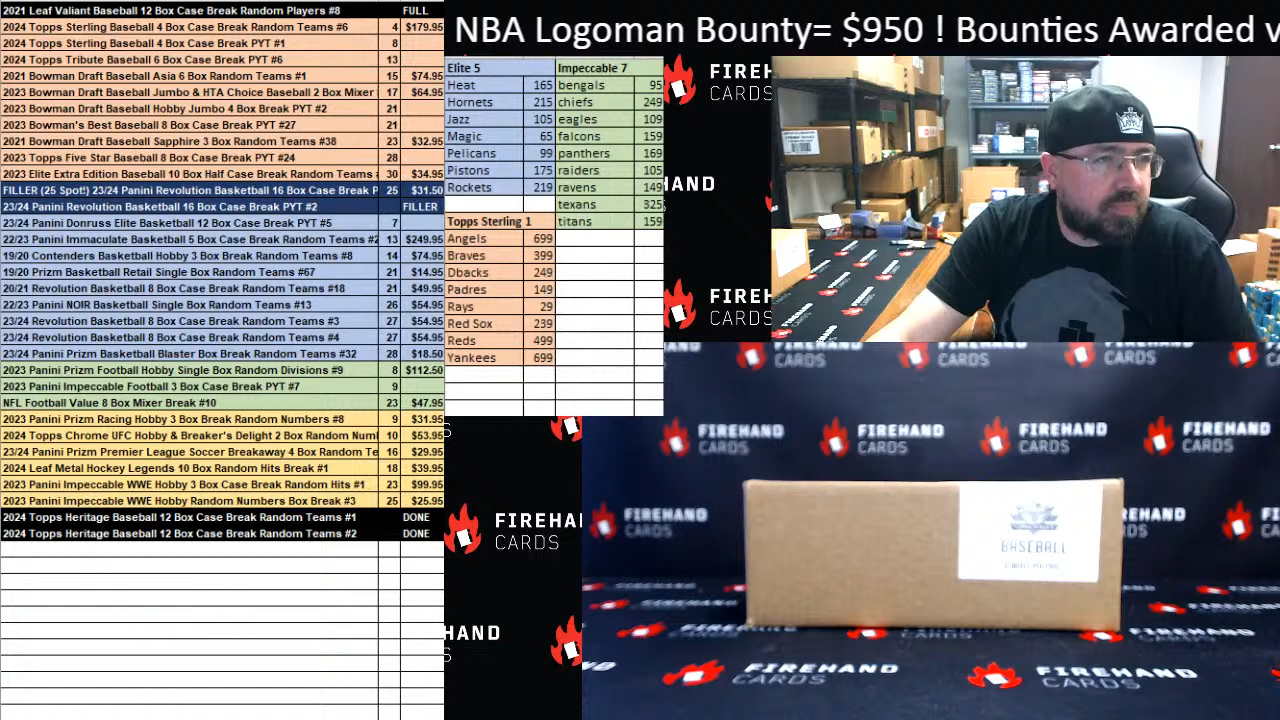 2021 Leaf Valiant Baseball 12 Box Case Break Random Players #8 FULL
2024 Topps Sterling Baseball 4 Box Case Break Random Teams #6 4 $179.95
2024 Topps Sterling Baseball 4 Box Case Break PYT #1 8
2024 Topps Tribute Baseball 6 Box Case Break PYT #6 13
2021 Bowman Draft Baseball Asia 6 Box Random Teams #1 15 $74.95
2023 Bowman Draft Baseball Jumbo & HTA Choice Baseball 2 Box Mixer 17 $64.95
2023 Bowman Draft Baseball Hobby Jumbo 4 Box Break PYT #2 21
2023 Bowman's Best Baseball 8 Box Case Break PYT #27 21
2021 Bowman Draft Baseball Sapphire 3 Box Random Teams #38 23 $32.95
2023 Topps Five Star Baseball 8 Box Case Break PYT #24 28
2023 Elite Extra Edition Baseball 10 Box Half Case Break Random Teams 30 $34.95
FILLER (25 Spot!) 23/24 Panini Revolution Basketball 16 Box Case Break P 25 $31.50
23/24 Panini Revolution Basketball 16 Box Case Break PYT #2 FILLER
23/24 Panini Donruss Elite Basketball 12 Box Case Break PYT #5 7
22/23 Panini Immaculate Basketball 5 Box Case Break Random Teams #2 13 $249.95
19/20 Contenders Basketball Hobby 3 Box Break Random Teams #8 14 $74.95
19/20 Prizm Basketball Retail Single Box Random Teams #67 21 $14.95
20/21 Revolution Basketball 8 Box Case Break Random Teams #18 21 $49.95
22/23 Panini NOIR Basketball Single Box Random Teams #13 26 $54.95
23/24 Revolution Basketball 8 Box Case Break Random Teams #3 27 $54.95
23/24 Revolution Basketball 8 Box Case Break Random Teams #4 27 $54.95
23/24 Panini Prizm Basketball Blaster Box Break Random Teams #32 28 $18.50
2023 Panini Prizm Football Hobby Single Box Random Divisions #9 8 $112.50
2023 Panini Impeccable Football 3 Box Case Break PYT #7 9
NFL Football Value 8 Box Mixer Break #10 23 $47.95
2023 Panini Prizm Racing Hobby 3 Box Break Random Numbers #8 9 $31.95
2024 Topps Chrome UFC Hobby & Breaker's Delight 2 Box Random Num 10 $53.95
23/24 Panini Prizm Premier League Soccer Breakaway 4 Box Random Te 16 $29.95
2024 Leaf Metal Hockey Legends 10 Box Random Hits Break #1 18 $39.95
2023 Panini Impeccable WWE Hobby 3 Box Case Break Random Hits #1 23 $99.95
2023 Panini Impeccable WWE Hobby Random Numbers Box Break #3 25 $25.95
2024 Topps Heritage Baseball 12 Box Case Break Random Teams #1 DONE
2024 Topps Heritage Baseball 12 Box Case Break Random Teams #2 DONE
NBA Logoman Bounty= $950 ! Bounties Awarded v
Elite 5
Heat 165
Hornets 215
Jazz 105
Magic 65
Pelicans 99
Pistons 175
Rockets 219
Topps Sterling 1
Angels 699
Braves 399
Dbacks 249
Padres 149
Rays 29
Red Sox 239
Reds 499
Yankees 699
Impeccable 7
bengals 95
chiefs 249
eagles 109
falcons 159
panthers 169
raiders 105
ravens 149
texans 325
titans 159
FIREH
CARDS
HAND
FIREH
CARDS
FIREHA
CARDS
HAND
FIREHAND
CARDS
FIREHAND
CARDS
FIREHAND
CARDS
FIREHAND
CARDS
FIREHAND
CARDS
FIREHAND
CARDS
BASEBALL
FIREHAND
CARDS
FIREHAND
CARDS